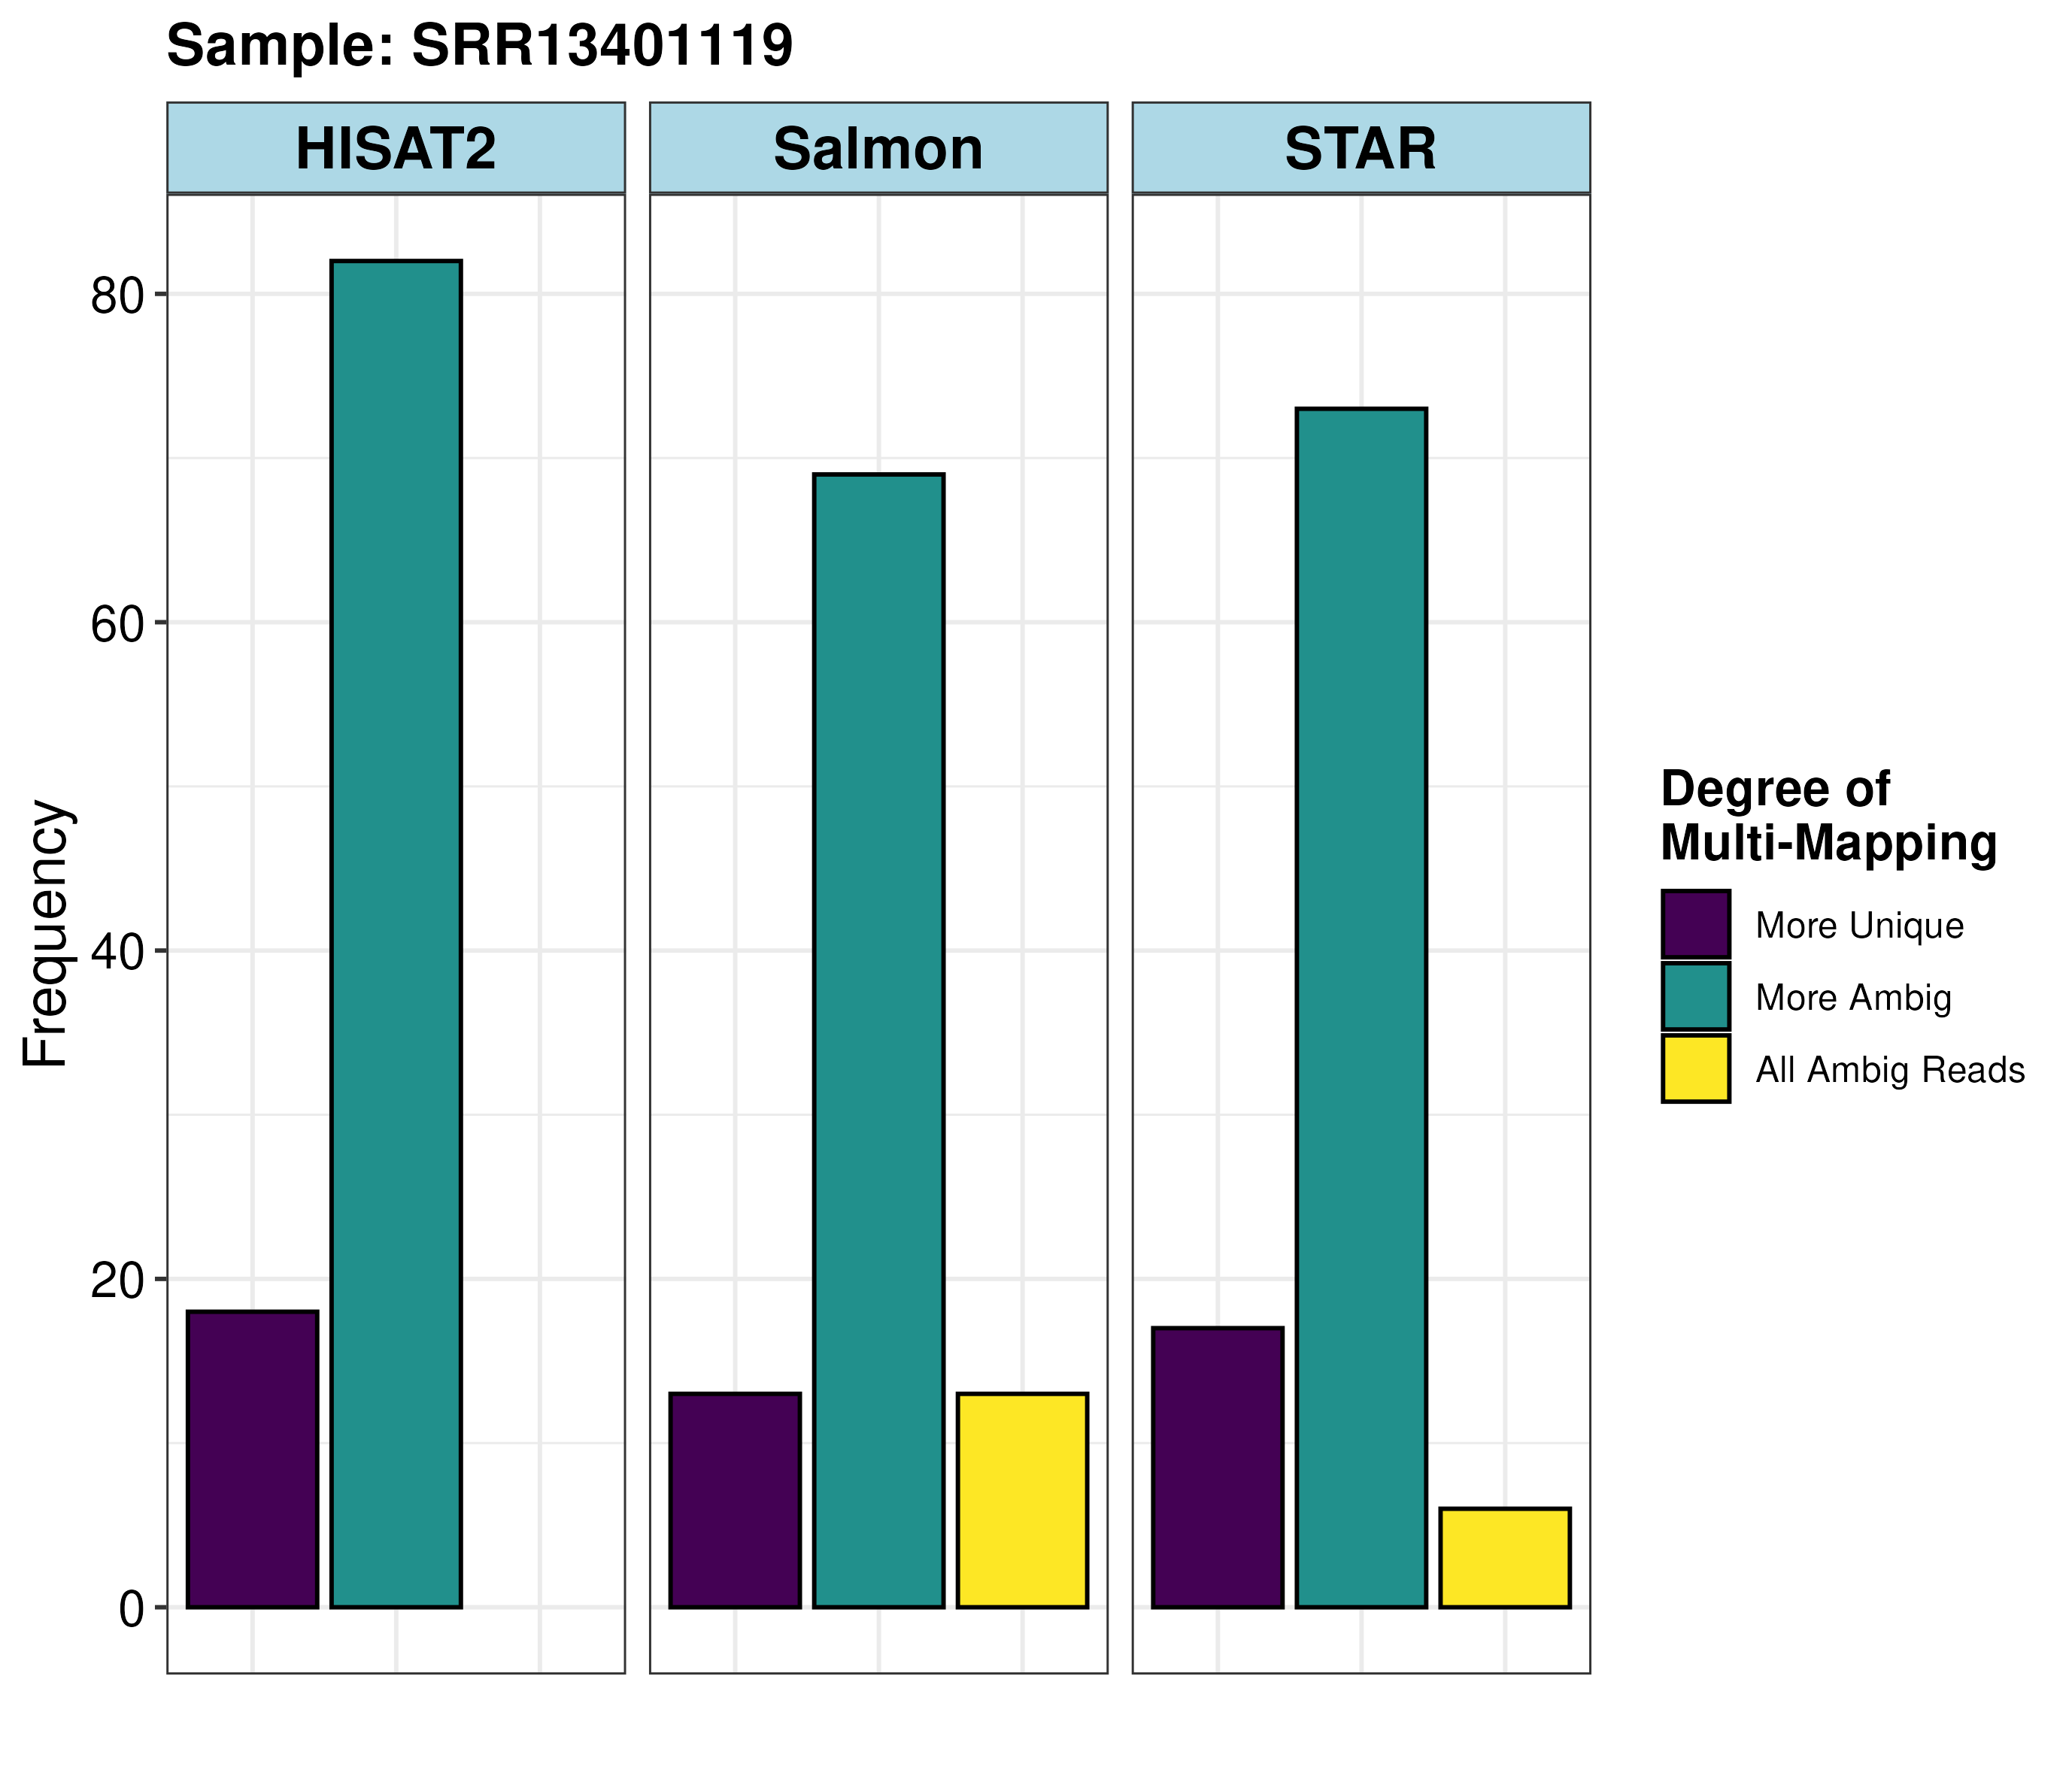 Sample: SRR13401119
HISAT2
Salmon
STAR
80
60
40
20
0
Frequency
Degree of
Multi-Mapping
More Unique
More Ambig
All Ambig Reads